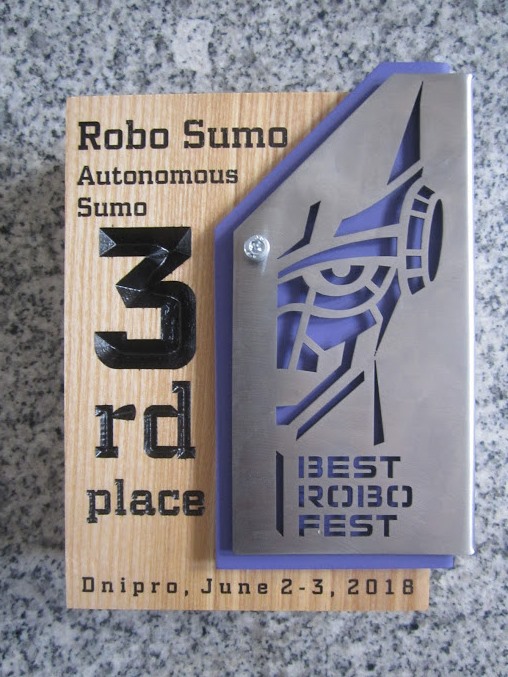 Robo Sumo
Autonomous
Sumo
3
rd
place
BEST
ROBO
FEST
Dnipro, June 2-3, 2018